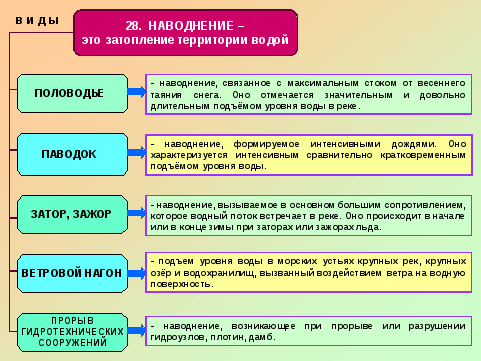 ВИДЫ
28. НАВОДНЕНИЕ –
это затопление территории водой
ПОЛОВОДЬЕ
- наводнение, связанное с максимальным стоком от весеннего
таяния снега. Оно отмечается значительным и довольно
длительным подъёмом уровня воды в реке.
ПАВОДОК
- наводнение, формируемое интенсивными дождями. Оно
характеризуется интенсивным сравнительно кратковременным
подъёмом уровня воды.
ЗАТОР, ЗАЖОР
- наводнение, вызываемое в основном большим сопротивлением,
которое водный поток встречает в реке. Оно происходит в начале
или в конце зимы при заторах или зажорах льда.
ВЕТРОВОЙ НАГОН
- подъем уровня воды в морских устьях крупных рек, крупных
озёр и водохранилищ, вызванный воздействием ветра на водную
поверхность.
ПРОРЫВ
ГИДРОТЕХНИЧЕСКИХ
СООРУЖЕНИЙ
- наводнение, возникающее при прорыве или разрушении
гидроузлов, плотин, дамб.